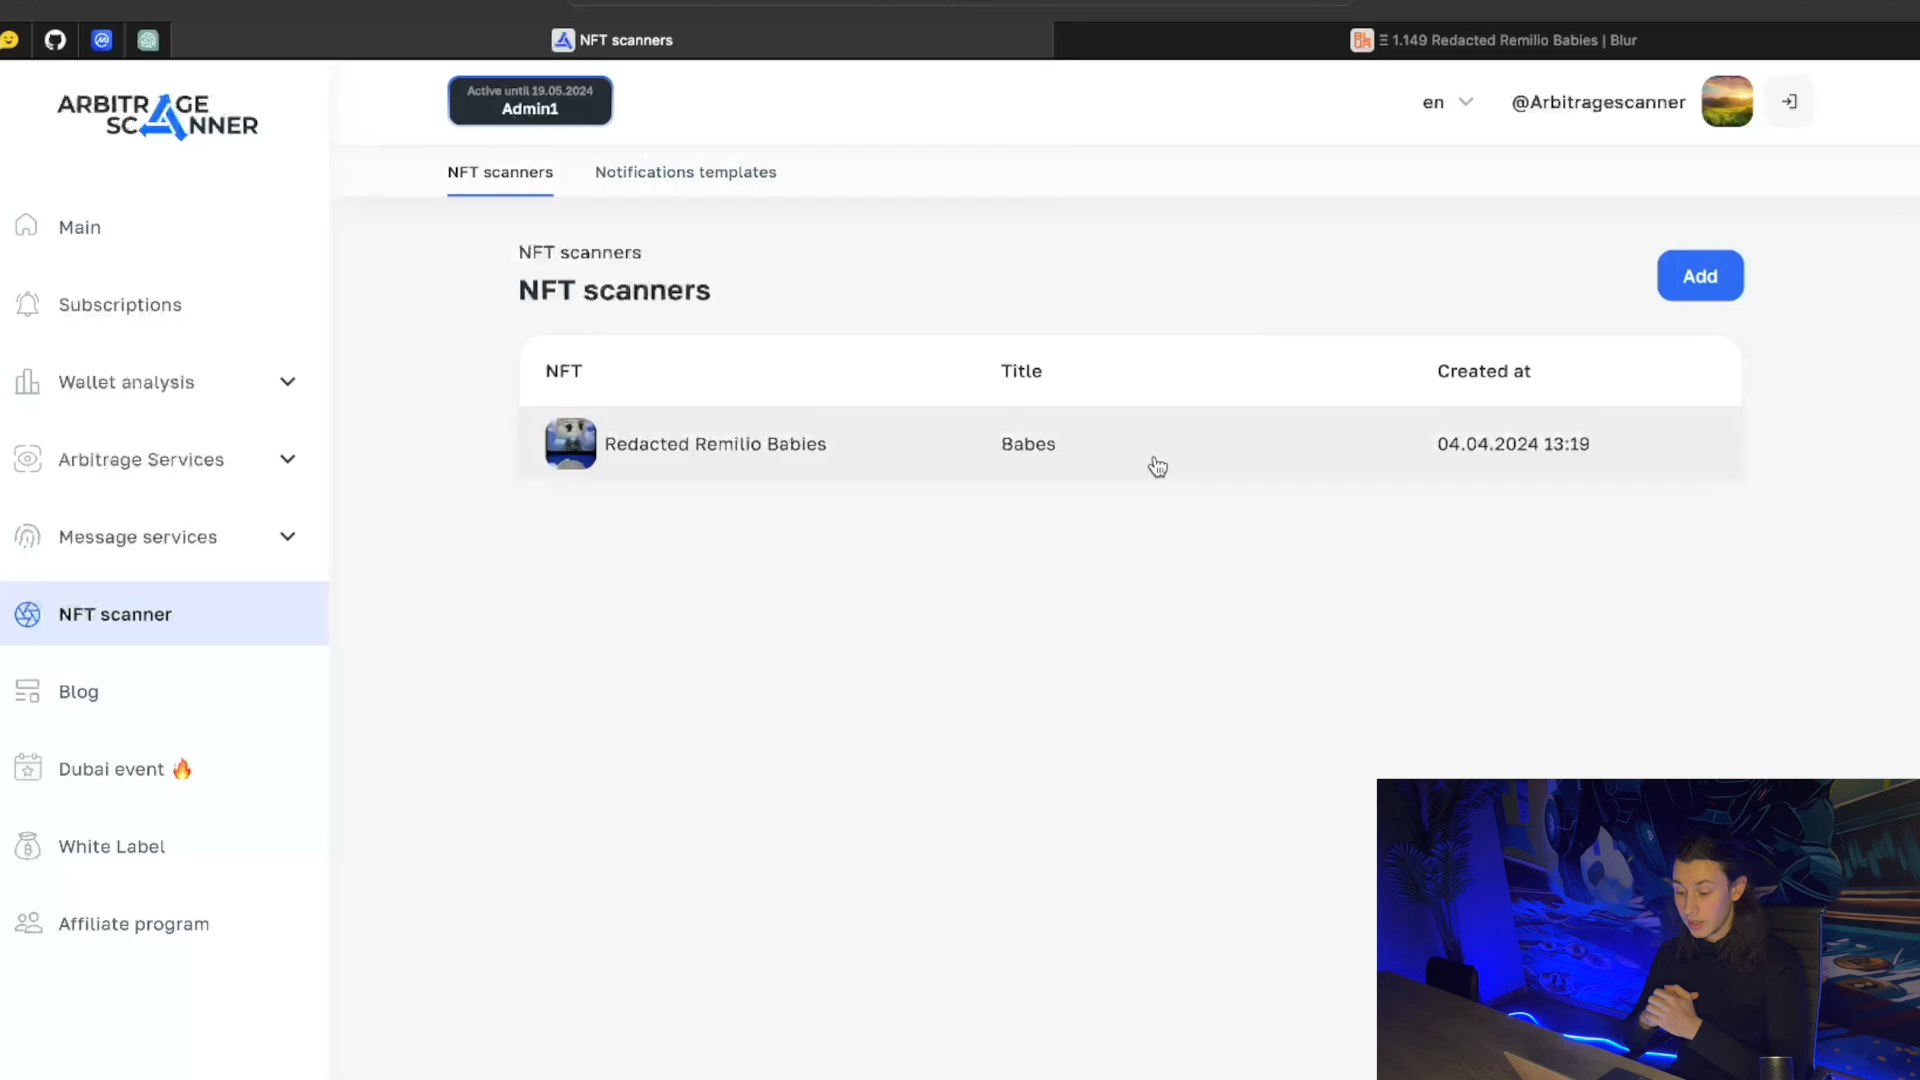 NFT scanners
Ξ 1.149 Redacted Remilio Babies | Blur
ARBITRAGE
SCANNER
Active until 19.05.2024
Admin1
en
@Arbitragescanner
NFT scanners
Notifications templates
Main
Subscriptions
Wallet analysis
Arbitrage Services
Message services
NFT scanner
Blog
Dubai event 🔥
White Label
Affiliate program
NFT scanners
NFT scanners
Add
NFT Title Created at
Redacted Remilio Babies Babes 04.04.2024 13:19